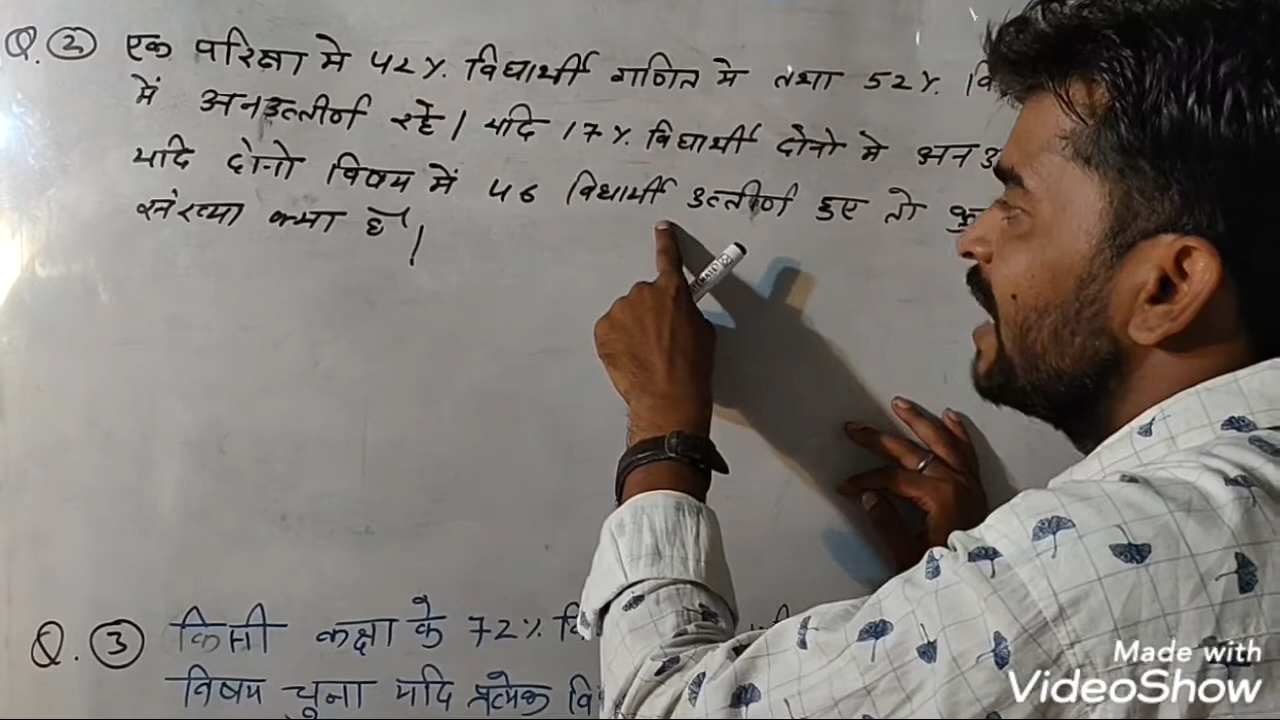 Q. 2 एक परिक्षा मे 42% विद्यार्थी गणित मे तथा 52%
में अनउत्तीर्ण रहे। यदि 17% विद्यार्थी दोनो मे अनउ
यदि दोनो विषय में 46 विद्यार्थी उत्तीर्ण हुए तो कु
संख्या क्या है।
Q. 3 किसी कक्षा के 72% वि
विषय चुना यदि प्रत्येक वि
Made with
VideoShow